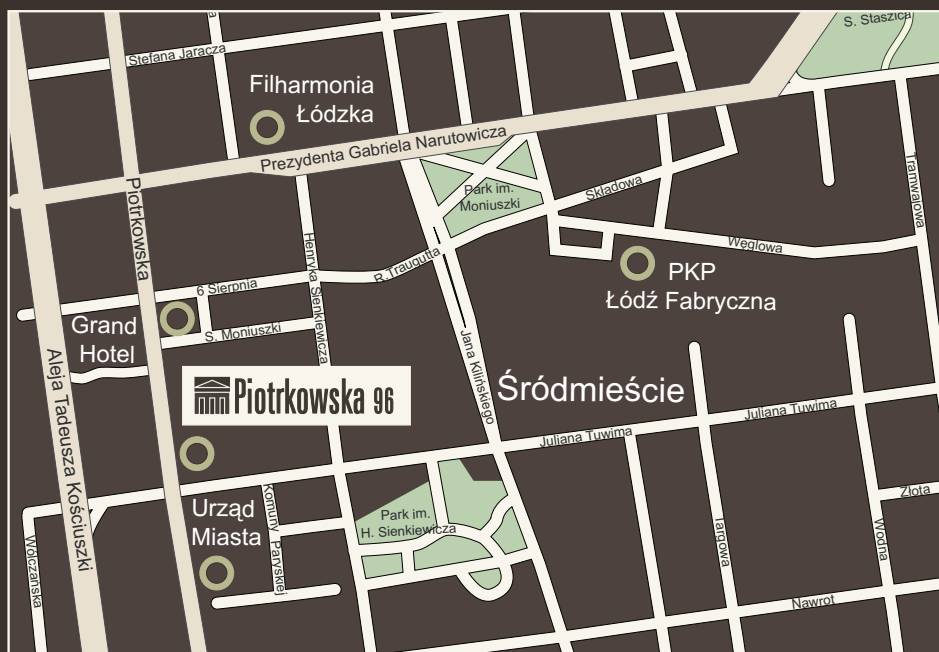 S. Staszica
Stefana Jaracza
Filharmonia
Łódzka
Prezydenta Gabriela Narutowicza
Tramwajowa
Piotrkowska
Park im.
Moniuszki
Składowa
Węglowa
Henryka Sienkiewicza
R.Traugutta
PKP
Łódź Fabryczna
6 Sierpnia
Grand
Hotel
S. Moniuszki
Jana Kilińskiego
Aleja Tadeusza Kościuszki
Piotrkowska 96
Śródmieście
Juliana Tuwima
Juliana Tuwima
Urząd
Miasta
Komuny Paryskiej
Park im.
H. Sienkiewicza
Złota
Targowa
Wodna
Wólczańska
Nawrot